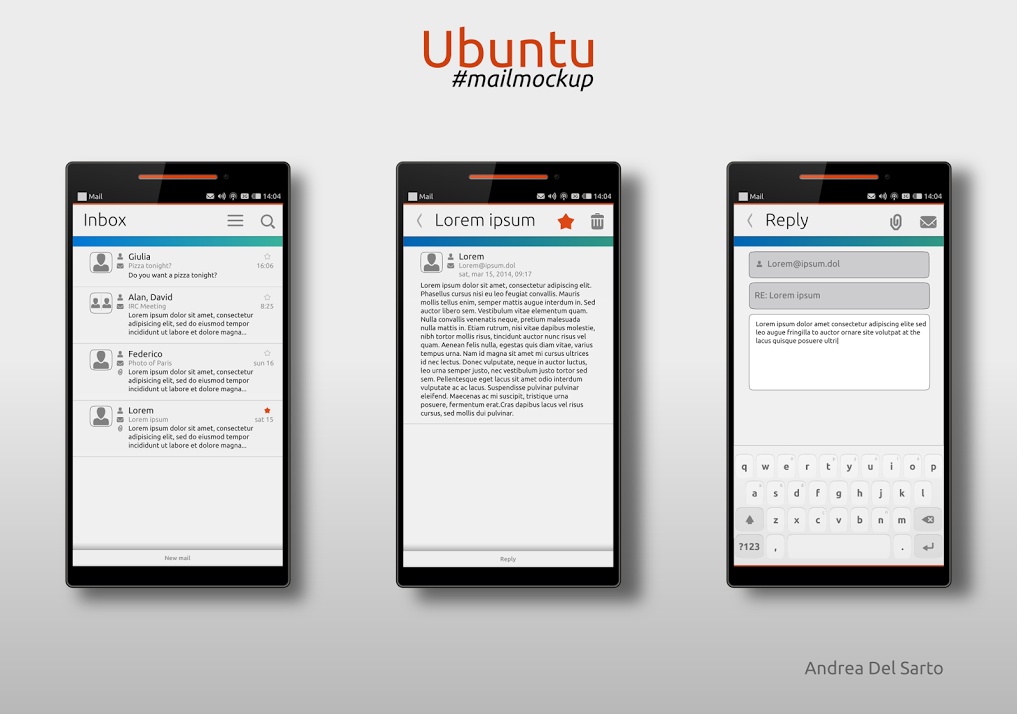 Ubuntu
#mailmockup
Mail
14:04
Inbox
Giulia
Pizza tonight?
16:06
Do you want a pizza tonight?
Alan, David
IRC Meeting
8:25
Lorem ipsum dolor sit amet, consectetur
adipisicing elit, sed do eiusmod tempor
incididunt ut labore et dolore magna...
Federico
Photo of Paris
sun 16
Lorem ipsum dolor sit amet, consectetur
adipisicing elit, sed do eiusmod tempor
incididunt ut labore et dolore magna...
Lorem
Lorem ipsum
sat 15
Lorem ipsum dolor sit amet, consectetur
adipisicing elit, sed do eiusmod tempor
incididunt ut labore et dolore magna...
New mail
Mail
14:04
Lorem ipsum
Lorem
Lorem@ipsum.dol
sat, mar 15, 2014, 09:17
Lorem ipsum dolor sit amet, consectetur adipiscing elit.
Phasellus cursus nisi eu leo feugiat convallis. Mauris
mollis tellus enim, semper mattis augue interdum in. Sed
auctor libero sem. Vestibulum vitae elementum quam.
Nulla convallis venenatis neque, pretium malesuada
nulla mattis in. Etiam rutrum, nisi vitae dapibus molestie,
nibh tortor mollis risus, tincidunt auctor nunc risus vel
quam. Aenean felis nulla, egestas quis diam vitae, varius
tempus urna. Nam id magna sit amet mi cursus ultrices
id nec lectus. Donec vulputate, neque in auctor luctus,
leo urna semper justo, nec vestibulum justo metus vitae
sem. Pellentesque eget lectus sit amet odio interdum
vulputate ac ac lacus. Suspendisse pulvinar pulvinar
eleifend. Maecenas ac mi suscipit, tristique urna
posuere, fermentum erat.Cras dapibus lacus vel risus
cursus, sed mollis dui pulvinar.
Reply
Mail
14:04
Reply
Lorem@ipsum.dol
RE: Lorem ipsum
Lorem ipsum dolor amet consectetur adipiscing elite sed
leo augue fringilla to auctor ornare site volutpat at the
lacus quisque posuere ultri
q w e r t y u i o p
a s d f g h j k l
z x c v b n m
?123 , .
Andrea Del Sarto